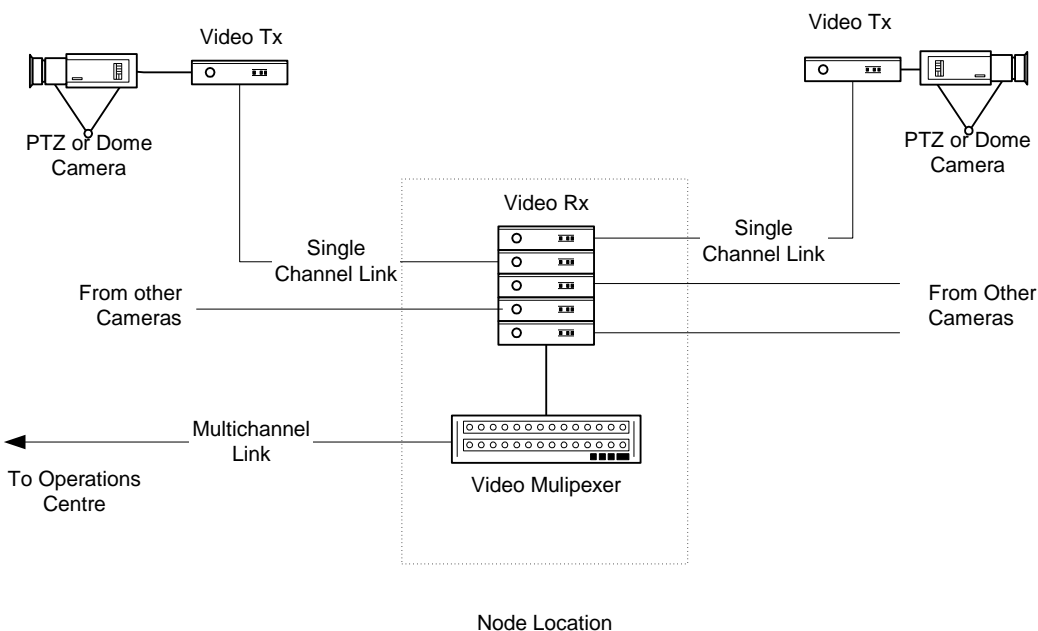 Video Tx
Video Tx
PTZ or Dome
Camera
PTZ or Dome
Camera
Video Rx
Single
Channel Link
Single
Channel Link
From other
Cameras
From Other
Cameras
Multichannel
Link
To Operations
Centre
Video Mulipexer
Node Location